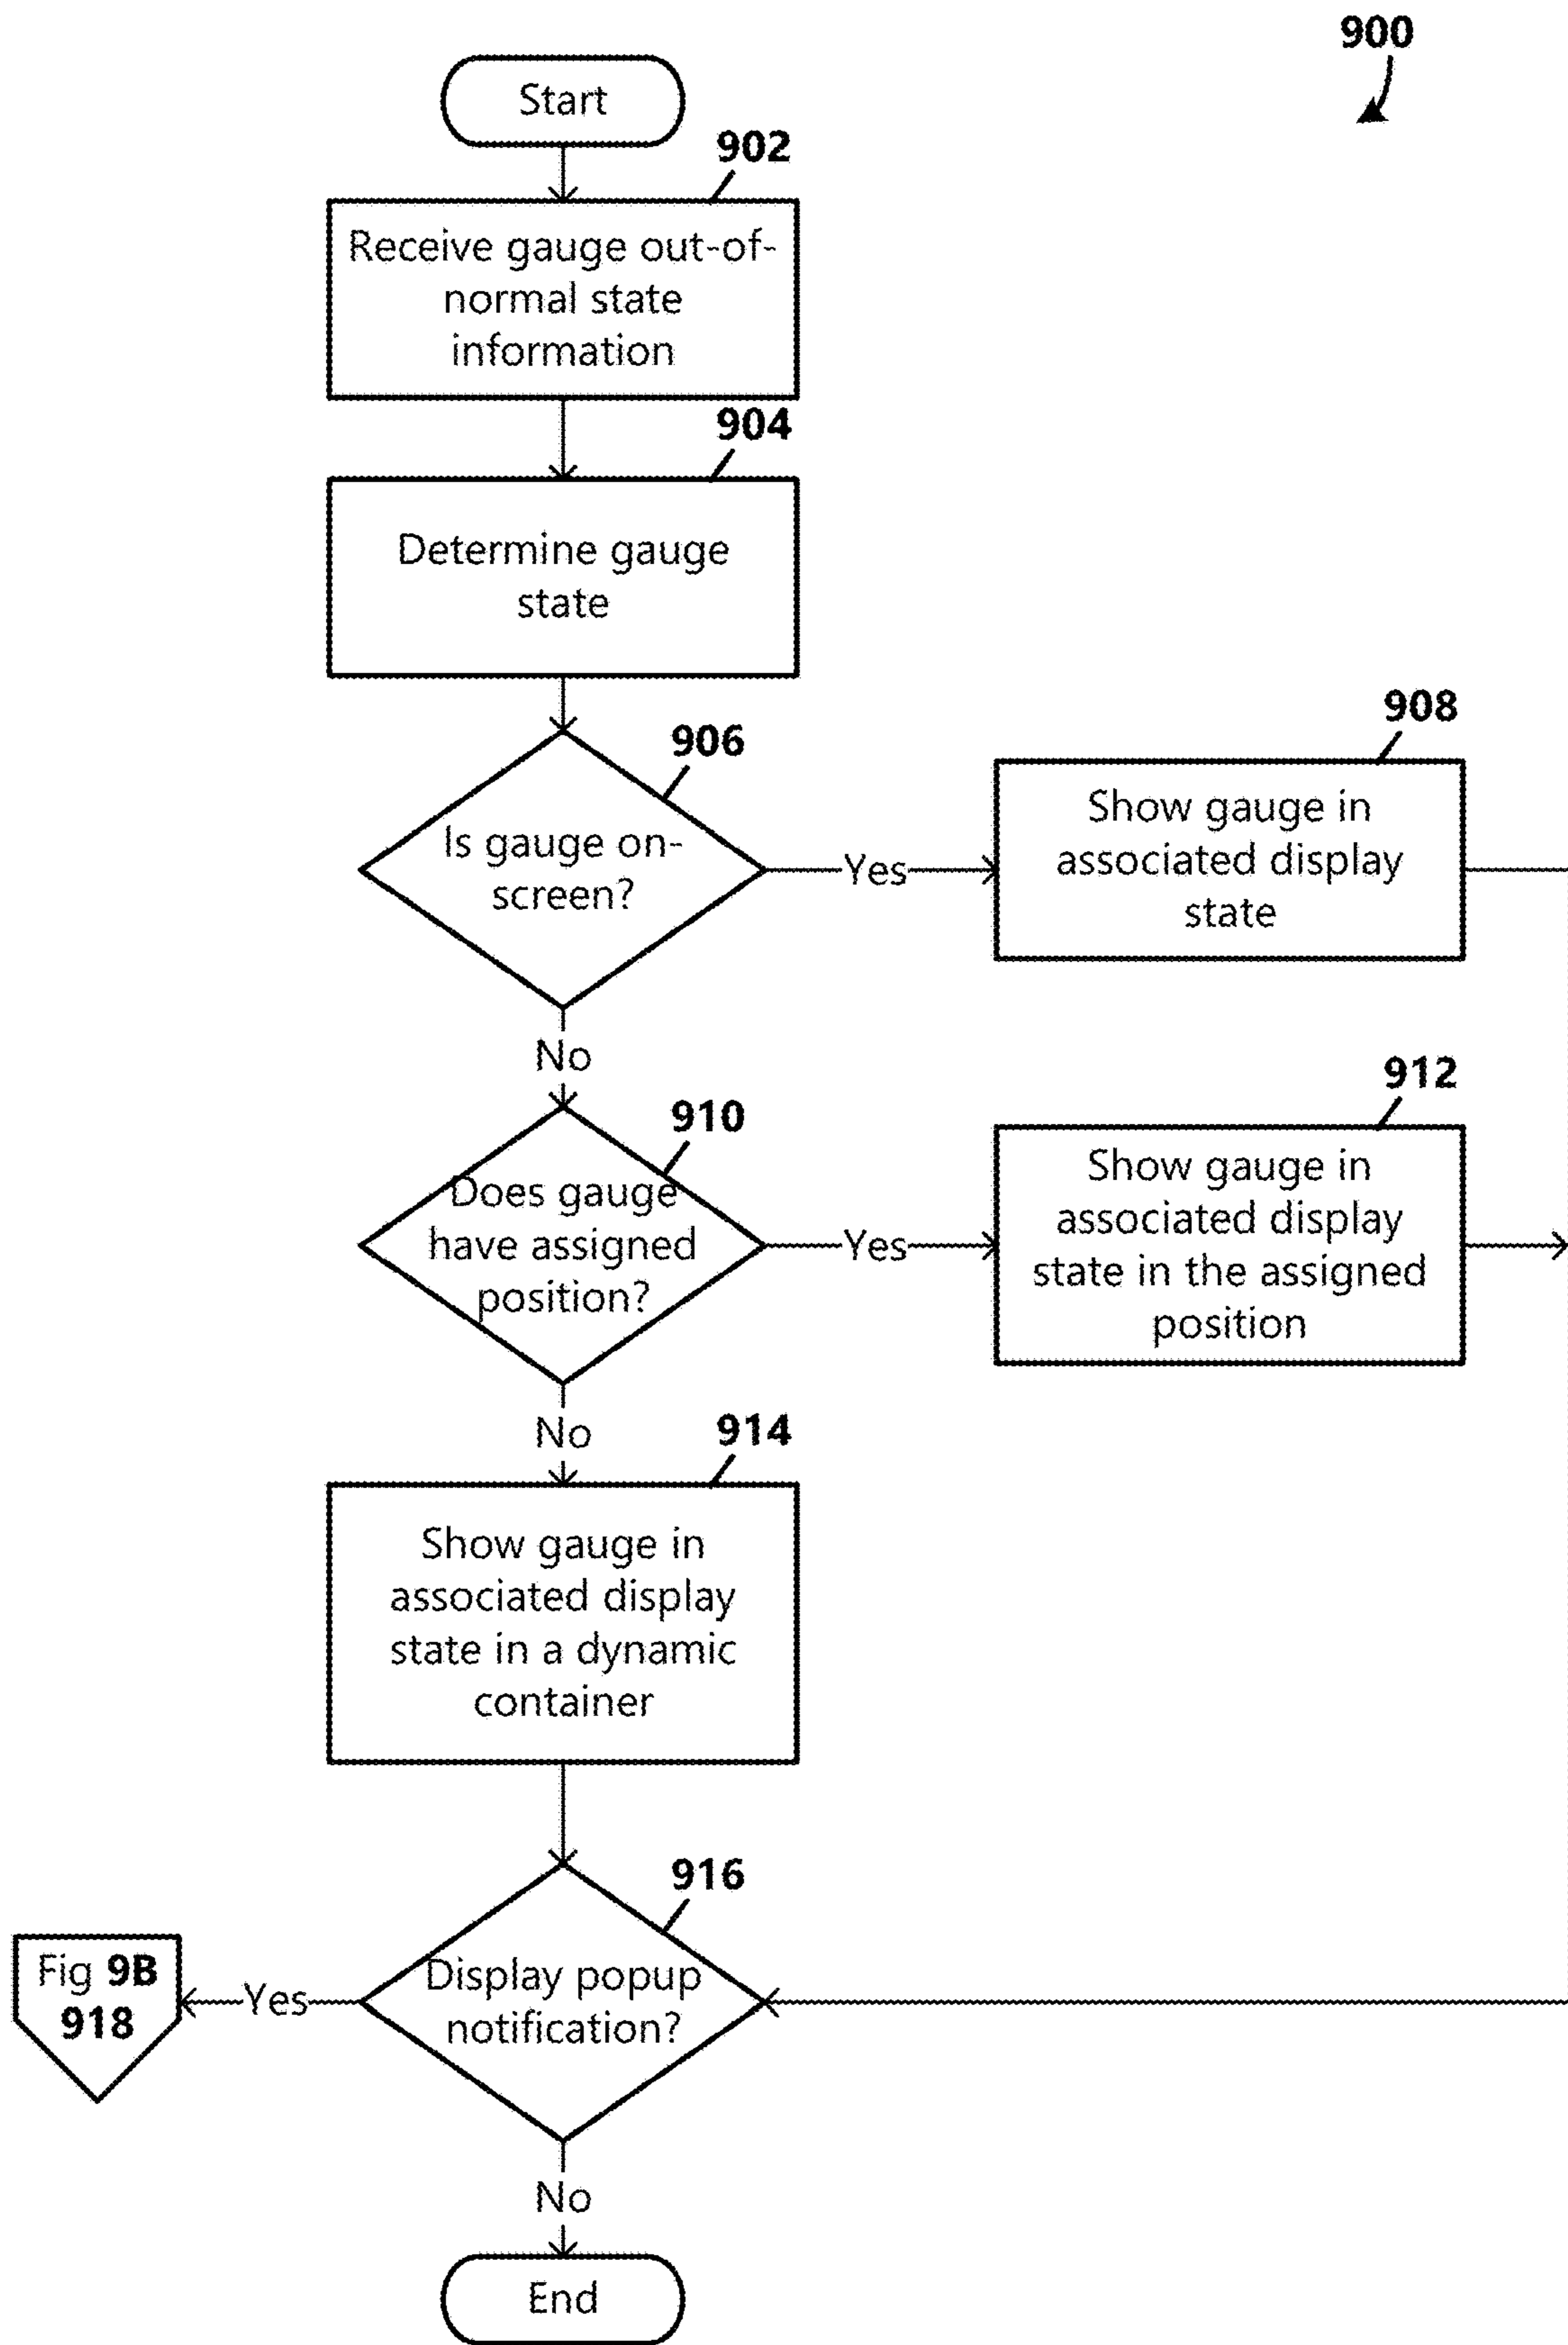 900
Start
902
Receive gauge out-of-
normal state
information
904
Determine gauge
state
906
Is gauge on-
screen?
Yes
908
Show gauge in
associated display
state
No
910
Does gauge
have assigned
position?
Yes
912
Show gauge in
associated display
state in the assigned
position
No
914
Show gauge in
associated display
state in a dynamic
container
916
Display popup
notification?
Yes
Fig 9B
918
No
End